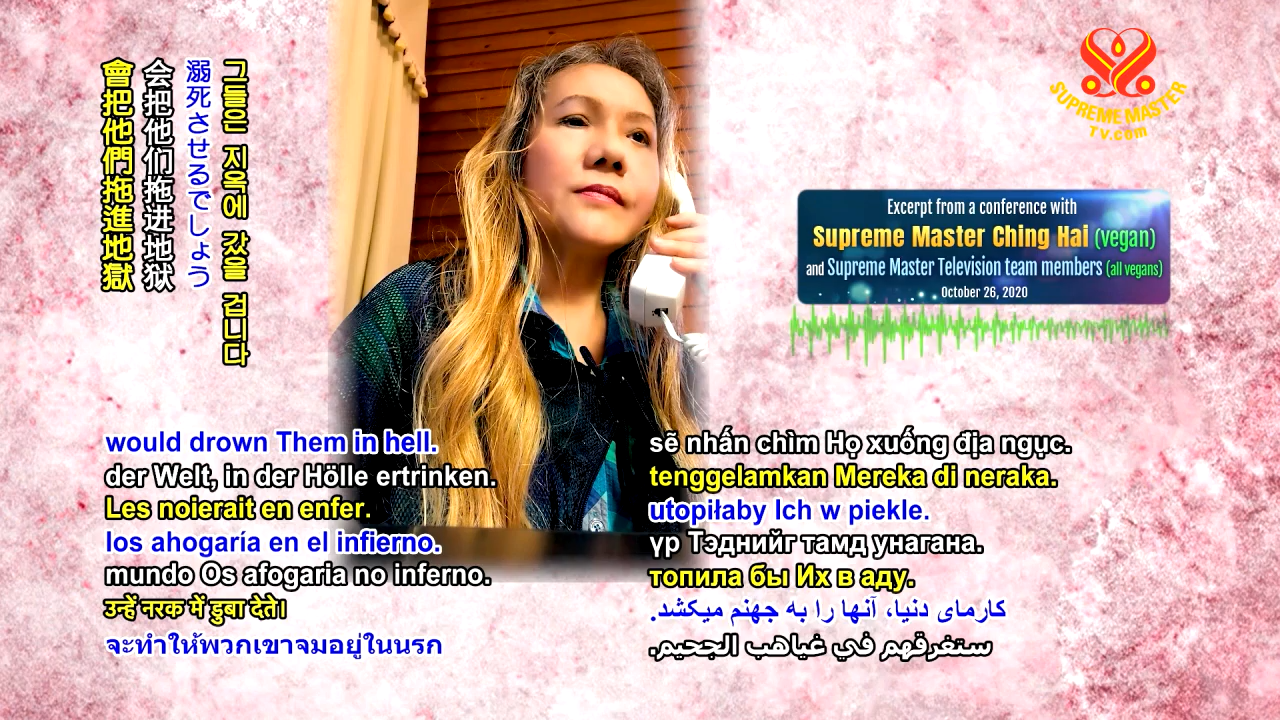 會把他們拖進地獄
会把他们拖进地狱
溺死させるでしょう
그들은 지옥에 갔을 겁니다
SUPREME MASTER
TV.com
Excerpt from a conference with
Supreme Master Ching Hai (vegan)
and Supreme Master Television team members (all vegans)
October 26, 2020
would drown Them in hell.
der Welt, in der Hölle ertrinken.
Les noierait en enfer.
los ahogaría en el infierno.
mundo Os afogaria no inferno.
उन्हें नरक में डुबा देते।
จะทำให้พวกเขาจมอยู่ในนรก
sẽ nhấn chìm Họ xuống địa ngục.
tenggelamkan Mereka di neraka.
utopiłaby Ich w piekle.
үр Тэднийг тамд унагана.
топила бы Их в аду.
کارمای دنیا، آنها را به جهنم میکشد.
ستغرقهم في غياهب الجحيم.